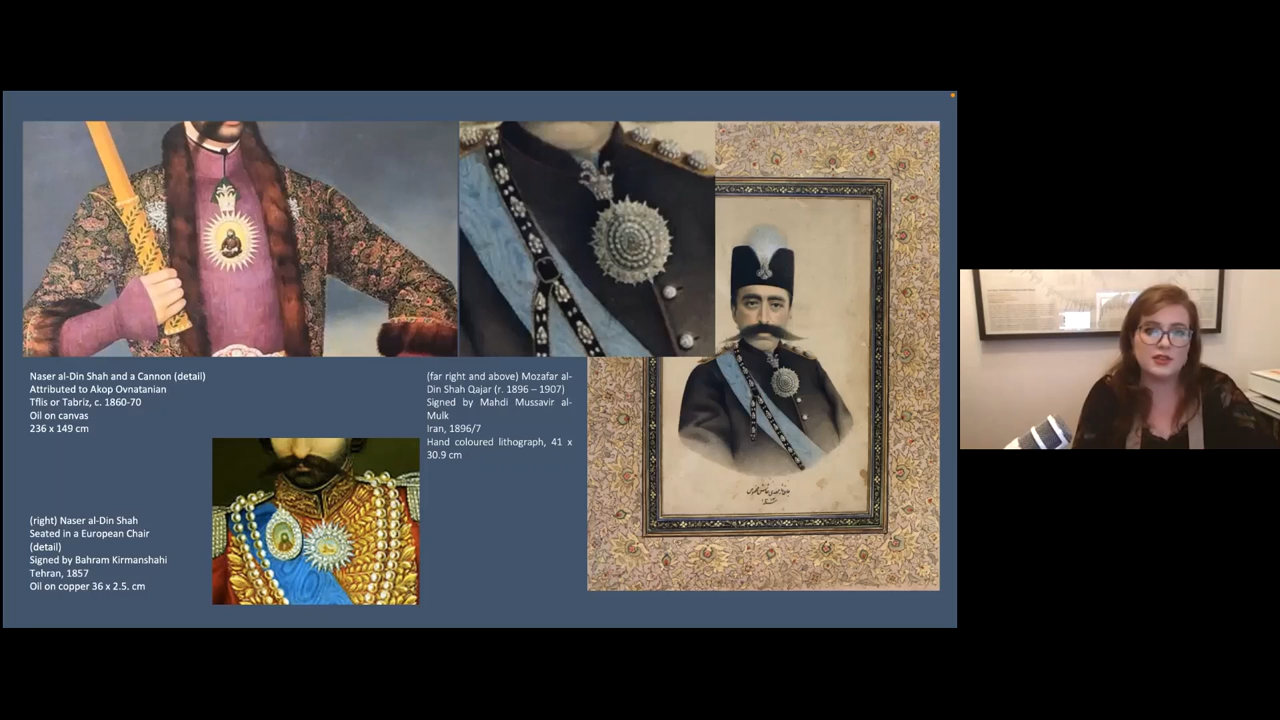 Naser al-Din Shah and a Cannon (detail)
Attributed to Akop Ovnatanian
Tflis or Tabriz, c. 1860-70
Oil on canvas
236 x 149 cm
(right) Naser al-Din Shah
Seated in a European Chair
(detail)
Signed by Bahram Kirmanshahi
Tehran, 1857
Oil on copper 36 x 2.5. cm
(far right and above) Mozafar al-
Din Shah Qajar (r. 1896 – 1907)
Signed by Mahdi Mussavir al-
Mulk
Iran, 1896/7
Hand coloured lithograph, 41 x
30.9 cm